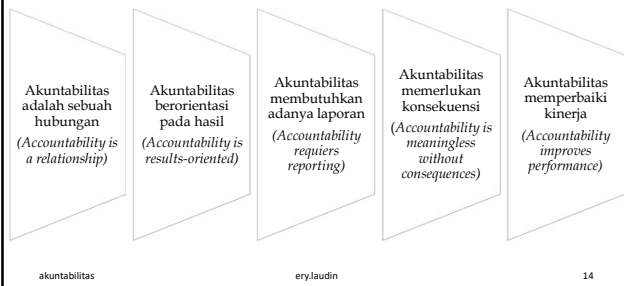 Akuntabilitas
adalah sebuah
hubungan
(Accountability is
a relationship)
Akuntabilitas
berorientasi
pada hasil
(Accountability is
results-oriented)
Akuntabilitas
membutuhkan
adanya laporan
(Accountability
requiers
reporting)
Akuntabilitas
memerlukan
konsekuensi
(Accountability is
meaningless
without
consequences)
Akuntabilitas
memperbaiki
kinerja
(Accountability
improves
performance)
akuntabilitas
ery.laudin
14